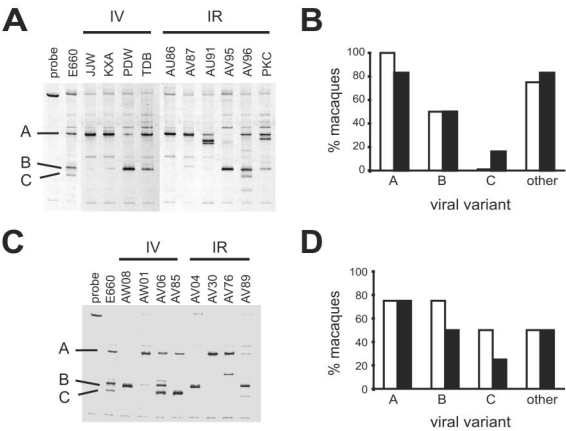 A
IV IR
probe E660 JJW KXA PDW TDB AU86 AV87 AU91 AV95 AV96 PKC
A
B
C
B
% macaques
100
80
60
40
20
0
A B C other
viral variant
C
IV IR
probe E660 AW08 AW01 AV06 AV85 AV04 AV30 AV76 AV89
A
B
C
D
% macaques
100
80
60
40
20
0
A B C other
viral variant